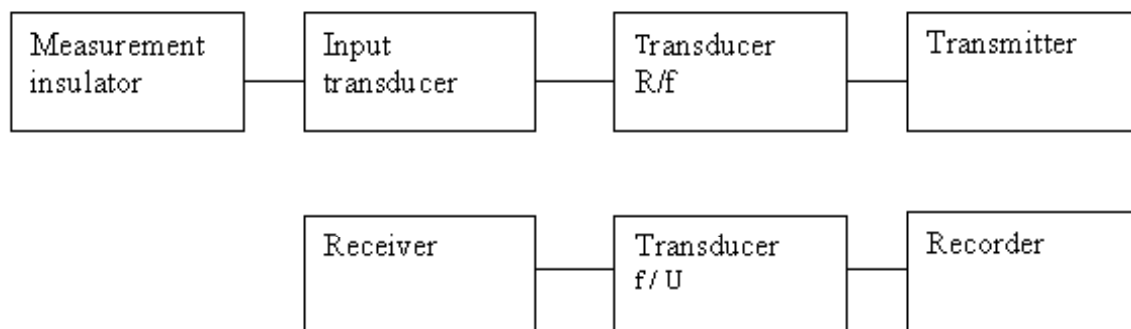 Measurement
insulator
Input
transducer
Transducer
R/f
Transmitter
Receiver
Transducer
f/ U
Recorder